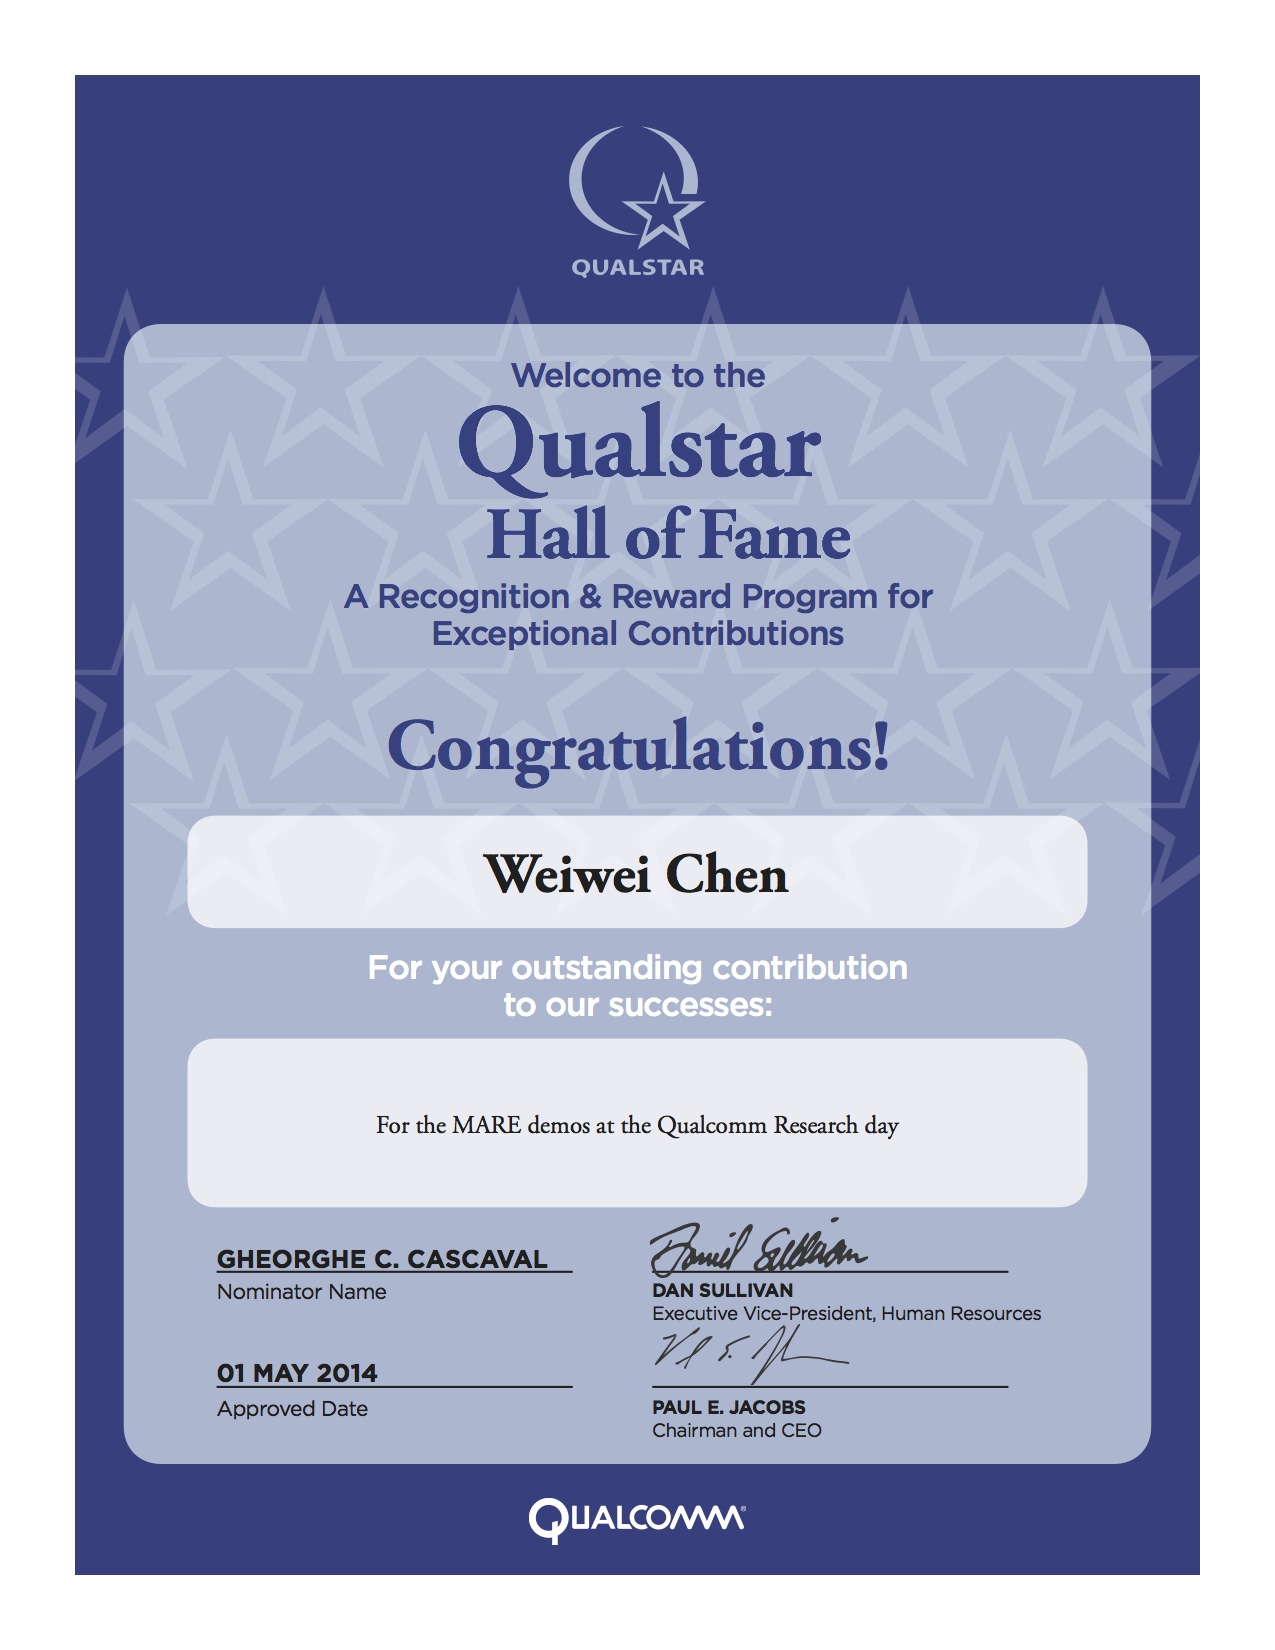 QUALSTAR
Welcome to the
Qualstar
Hall of Fame
A Recognition & Reward Program for
Exceptional Contributions
Congratulations!
Weiwei Chen
For your outstanding contribution
to our successes:
For the MARE demos at the Qualcomm Research day
GHEORGHE C. CASCAVAL
Nominator Name
Daniel Sullivan
DAN SULLIVAN
Executive Vice-President, Human Resources
01 MAY 2014
Approved Date
PAUL E. JACOBS
Chairman and CEO
QUALCOMM®